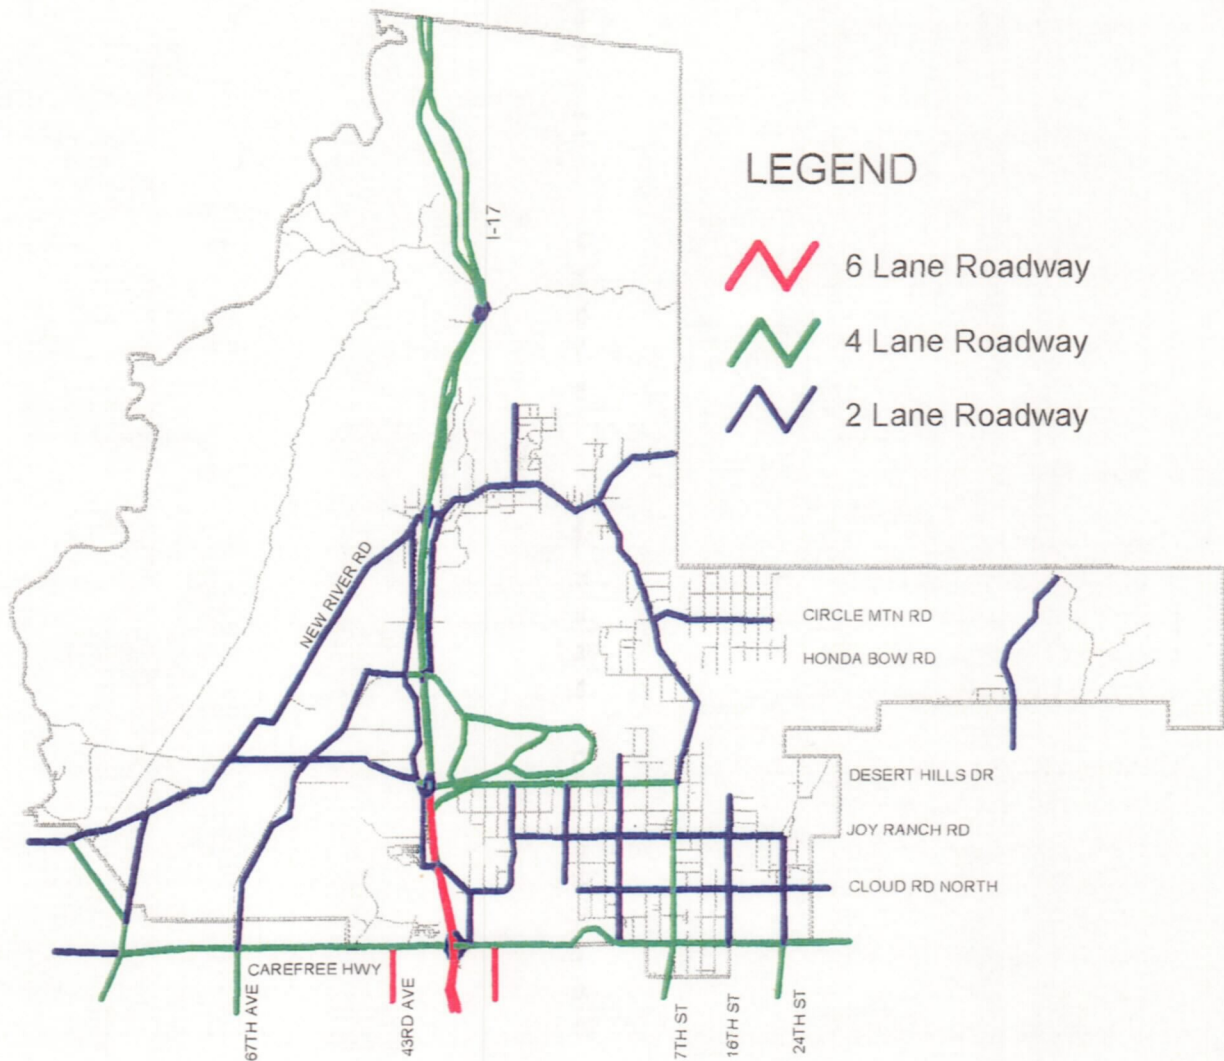 LEGEND
6 Lane Roadway
4 Lane Roadway
2 Lane Roadway
I-17
NEW RIVER RD
CIRCLE MTN RD
HONDA BOW RD
DESERT HILLS DR
JOY RANCH RD
CLOUD RD NORTH
CAREFREE HWY
67TH AVE
43RD AVE
7TH ST
16TH ST
24TH ST